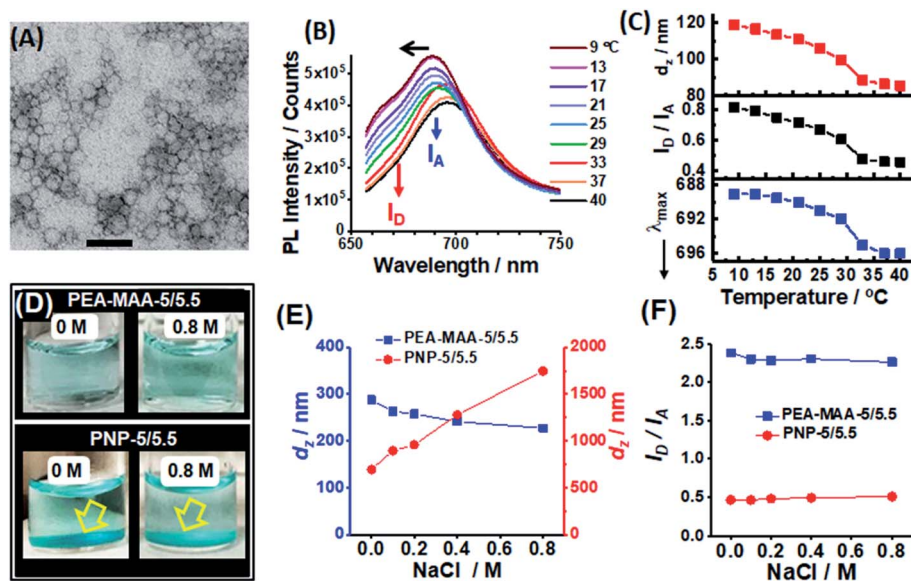 (A)
(B)
PL Intensity / Counts
5x10⁵
4x10⁵
3x10⁵
2x10⁵
1x10⁵
0
650
700
750
Wavelength / nm
I_A
I_D
9 ºC
13
17
21
25
29
33
37
40
(C)
d_z / nm
120
100
80
I_D / I_A
0.8
0.6
0.4
λ_max
688
692
696
5 10 15 20 25 30 35 40
Temperature / ºC
(D)
PEA-MAA-5/5.5
0 M
0.8 M
PNP-5/5.5
0 M
0.8 M
(E)
PEA-MAA-5/5.5
PNP-5/5.5
d_z / nm
400
300
200
100
0
d_z / nm
2000
1500
1000
500
0
0.0 0.2 0.4 0.6 0.8
NaCl / M
(F)
I_D / I_A
2.5
2.0
1.5
1.0
0.5
0.0
PEA-MAA-5/5.5
PNP-5/5.5
0.0 0.2 0.4 0.6 0.8
NaCl / M